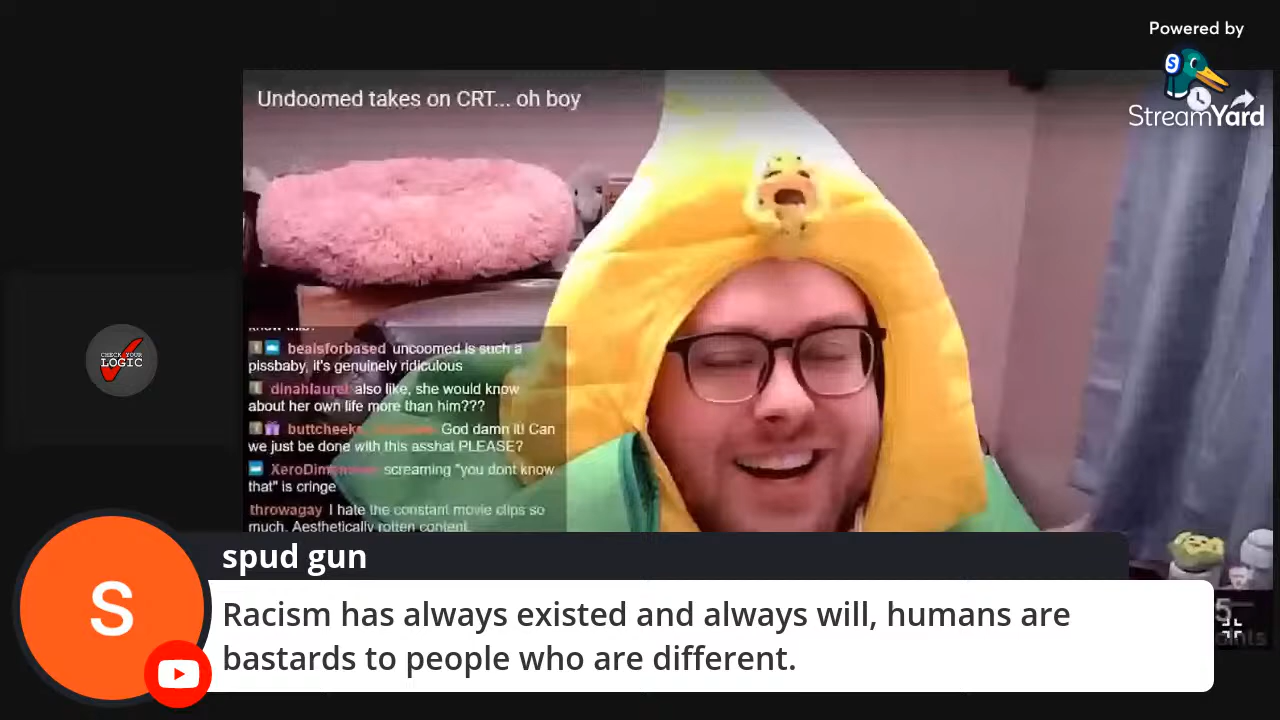 Powered by
StreamYard
Undoomed takes on CRT... oh boy
know this?
bealsforbased uncoomed is such a
pissbaby, it's genuinely ridiculous
dinahlaurel also like, she would know
about her own life more than him???
buttcheeks God damn it! Can
we just be done with this asshat PLEASE?
screaming "you dont know
that" is cringe
throwagay I hate the constant movie clips so
much. Aesthetically rotten content.
CHECK YOUR
LOGIC
S
spud gun
Racism has always existed and always will, humans are
bastards to people who are different.